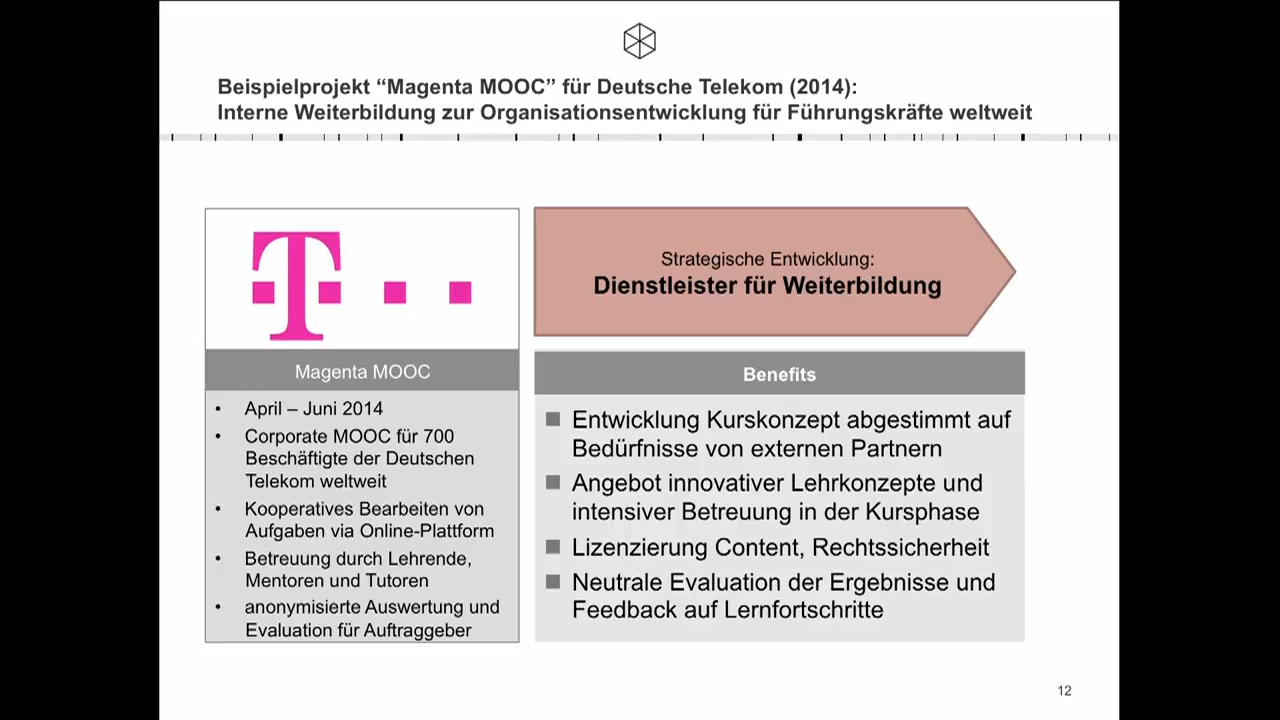 Beispielprojekt “Magenta MOOC” für Deutsche Telekom (2014):
Interne Weiterbildung zur Organisationsentwicklung für Führungskräfte weltweit
T
Magenta MOOC
• April – Juni 2014
• Corporate MOOC für 700
Beschäftigte der Deutschen
Telekom weltweit
• Kooperatives Bearbeiten von
Aufgaben via Online-Plattform
• Betreuung durch Lehrende,
Mentoren und Tutoren
• anonymisierte Auswertung und
Evaluation für Auftraggeber
Strategische Entwicklung:
Dienstleister für Weiterbildung
Benefits
Entwicklung Kurskonzept abgestimmt auf
Bedürfnisse von externen Partnern
Angebot innovativer Lehrkonzepte und
intensiver Betreuung in der Kursphase
Lizenzierung Content, Rechtssicherheit
Neutrale Evaluation der Ergebnisse und
Feedback auf Lernfortschritte
12